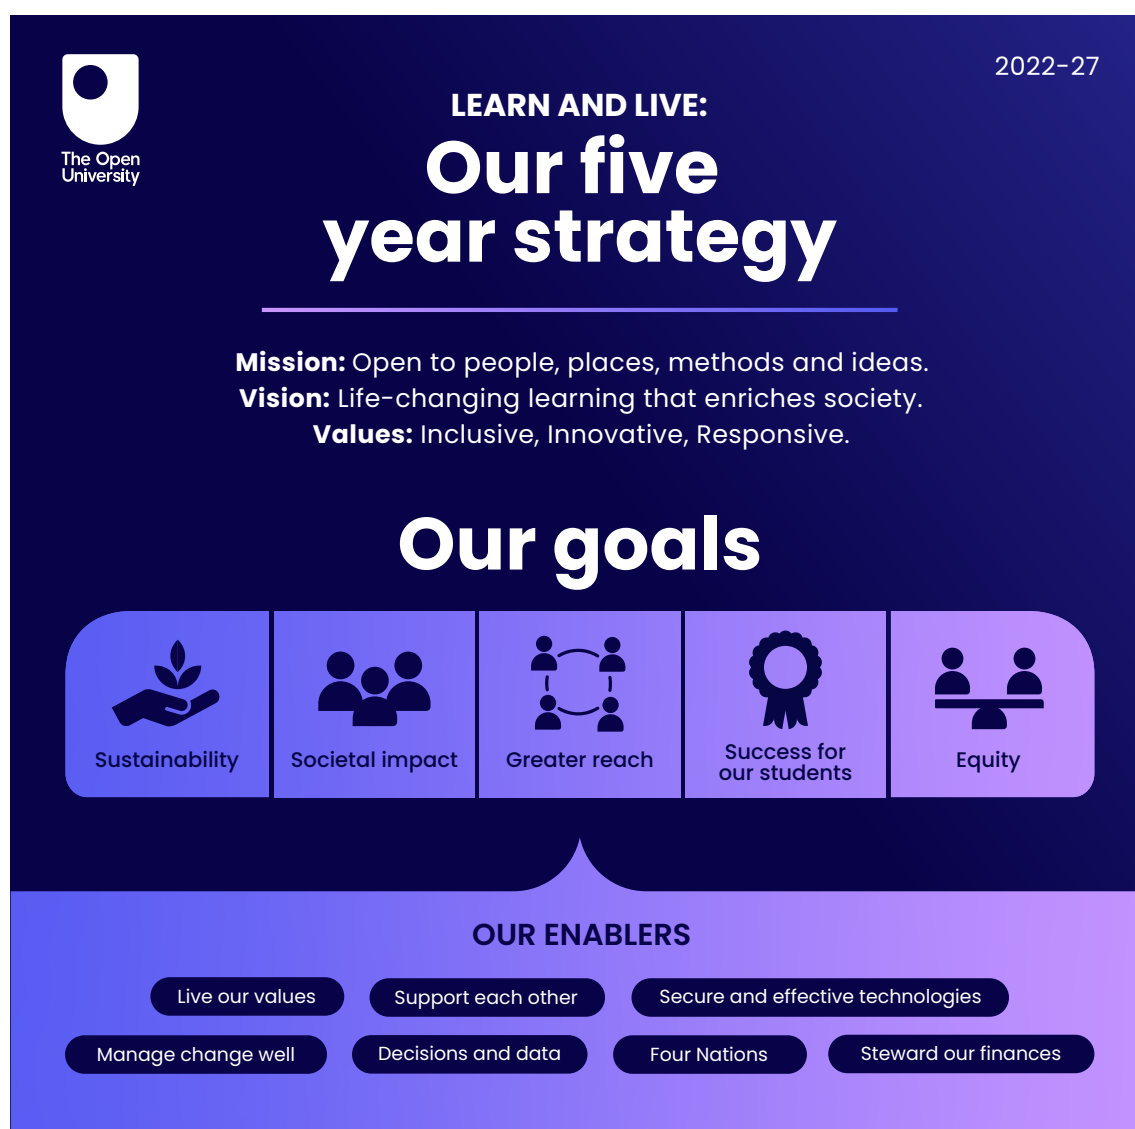 The Open
University
2022-27
LEARN AND LIVE:
Our five
year strategy
Mission: Open to people, places, methods and ideas.
Vision: Life-changing learning that enriches society.
Values: Inclusive, Innovative, Responsive.
Our goals
Sustainability
Societal impact
Greater reach
Success for
our students
Equity
OUR ENABLERS
Live our values
Support each other
Secure and effective technologies
Manage change well
Decisions and data
Four Nations
Steward our finances